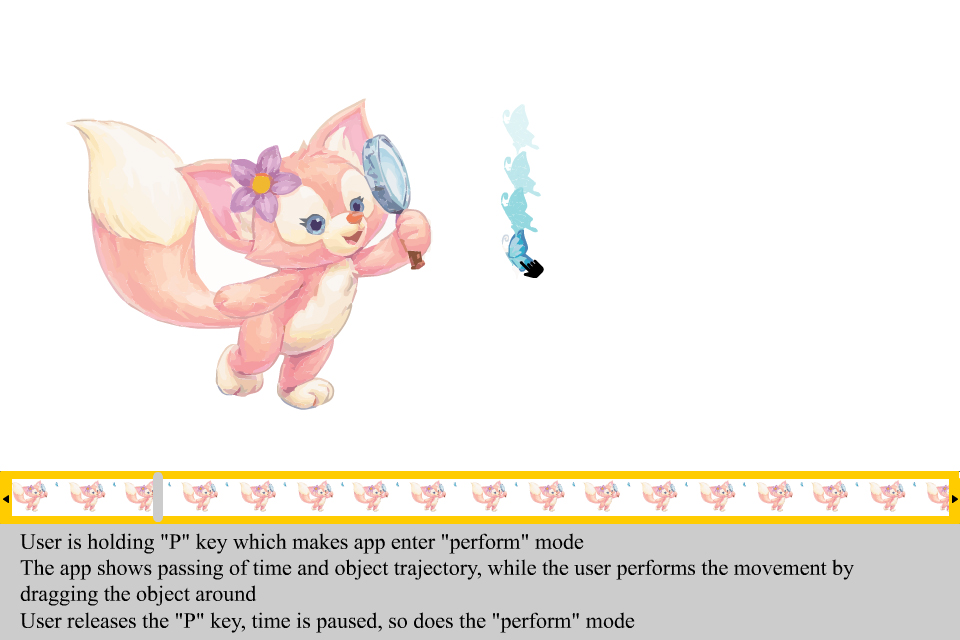 User is holding "P" key which makes app enter "perform" mode
The app shows passing of time and object trajectory, while the user performs the movement by
dragging the object around
User releases the "P" key, time is paused, so does the "perform" mode